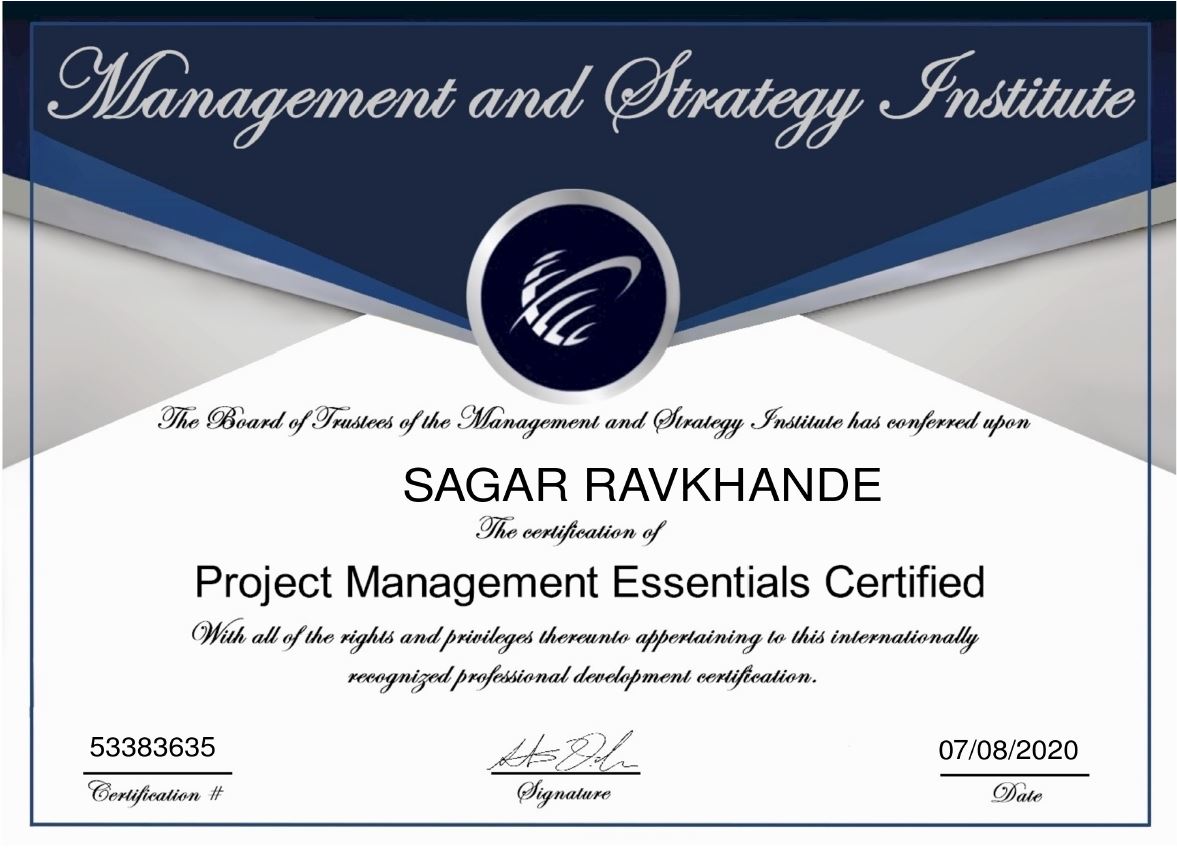 Management and Strategy Institute
The Board of Trustees of the Management and Strategy Institute has conferred upon
SAGAR RAVKHANDE
The certification of
Project Management Essentials Certified
With all of the rights and privileges thereunto appertaining to this internationally
recognized professional development certification.
53383635
Certification #
Signature
07/08/2020
Date